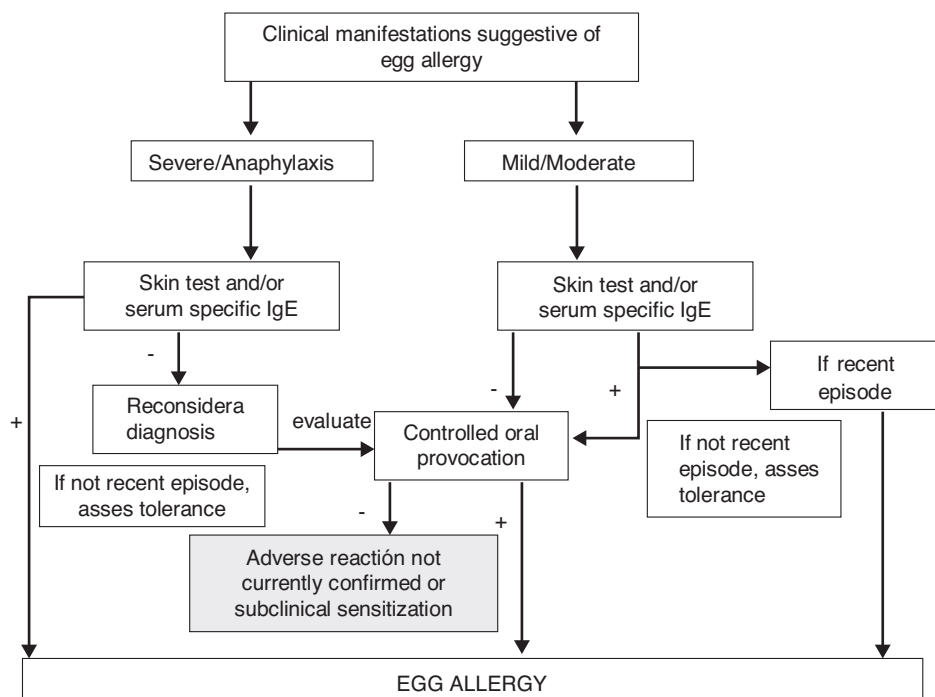 Clinical manifestations suggestive of
egg allergy
Severe/Anaphylaxis
Mild/Moderate
Skin test and/or
serum specific IgE
Skin test and/or
serum specific IgE
-
-
+
+
If recent
episode
Reconsidera
diagnosis
evaluate
Controlled oral
provocation
If not recent
episode, asses
tolerance
If not recent episode,
asses tolerance
-
+
Adverse reactión not
currently confirmed or
subclinical sensitization
EGG ALLERGY